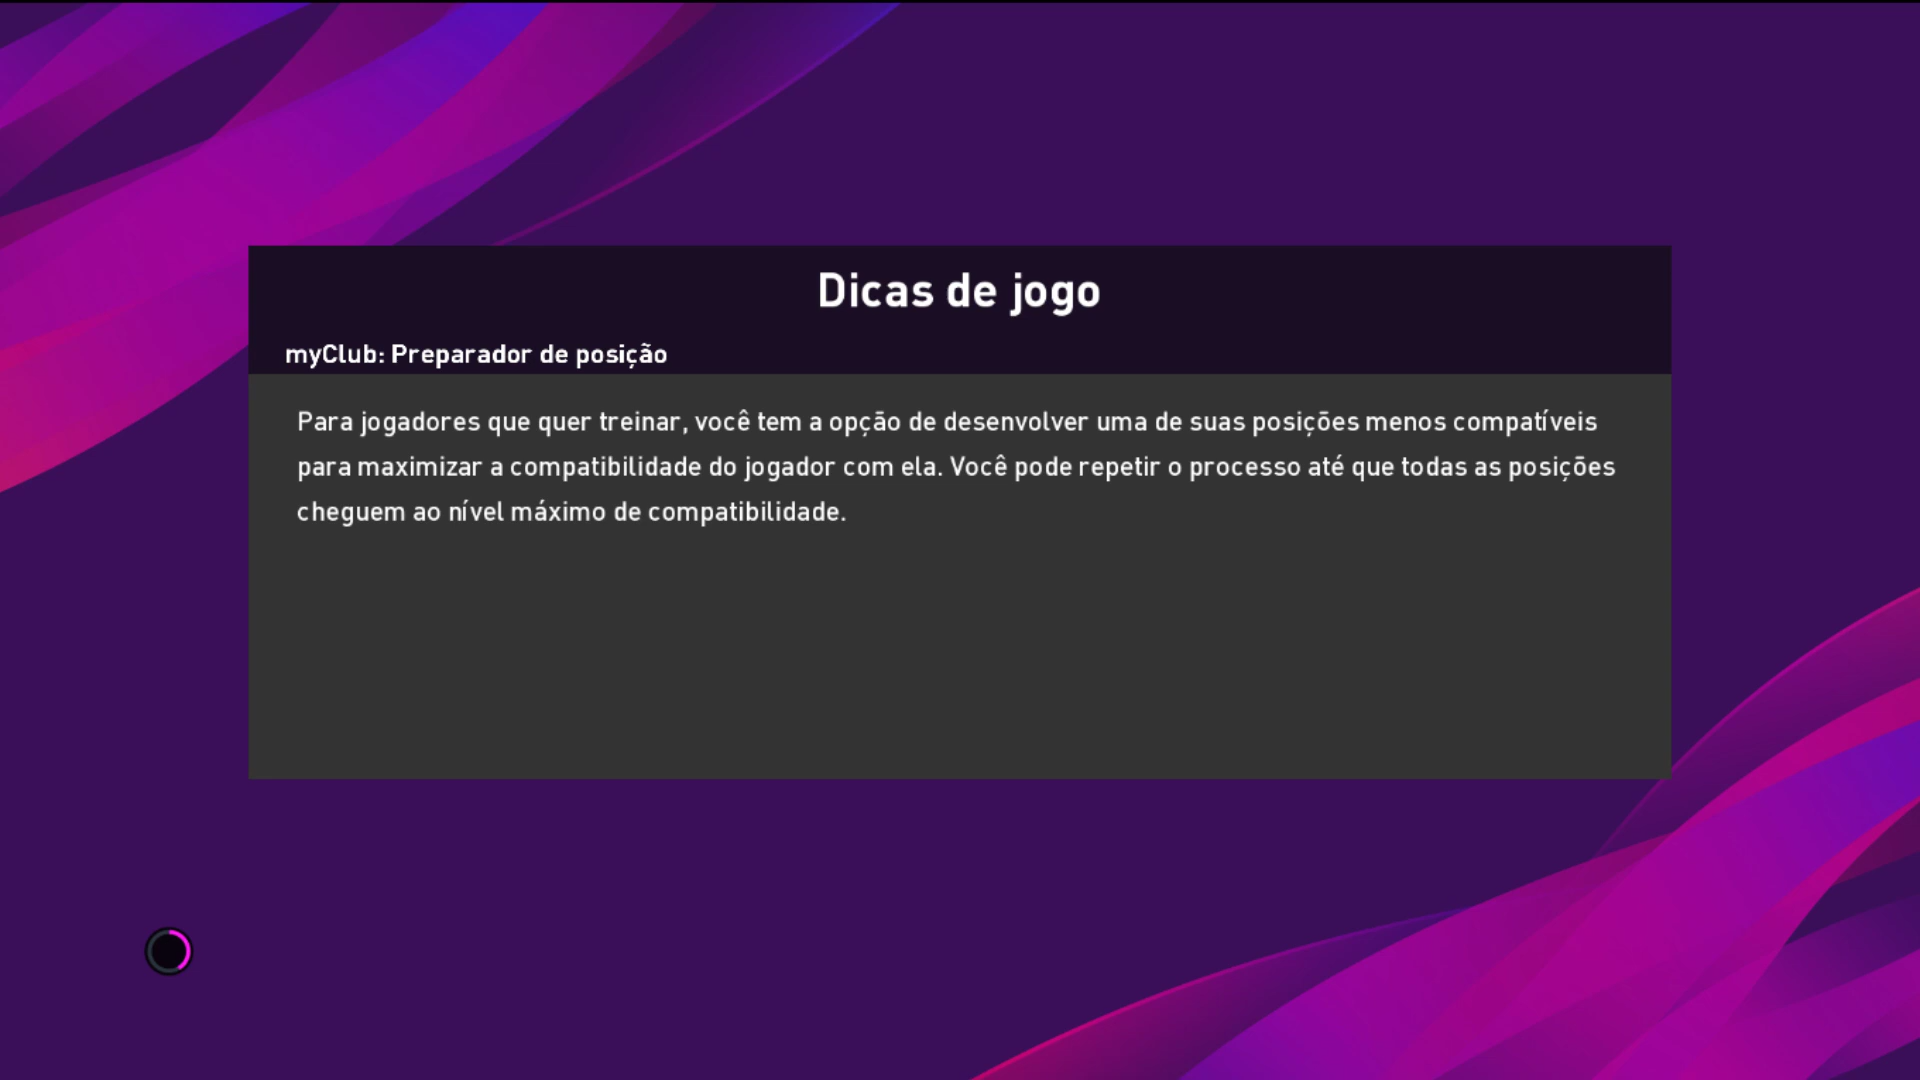 Dicas de jogo
myClub: Preparador de posição
Para jogadores que quer treinar, você tem a opção de desenvolver uma de suas posições menos compatíveis
para maximizar a compatibilidade do jogador com ela. Você pode repetir o processo até que todas as posições
cheguem ao nível máximo de compatibilidade.